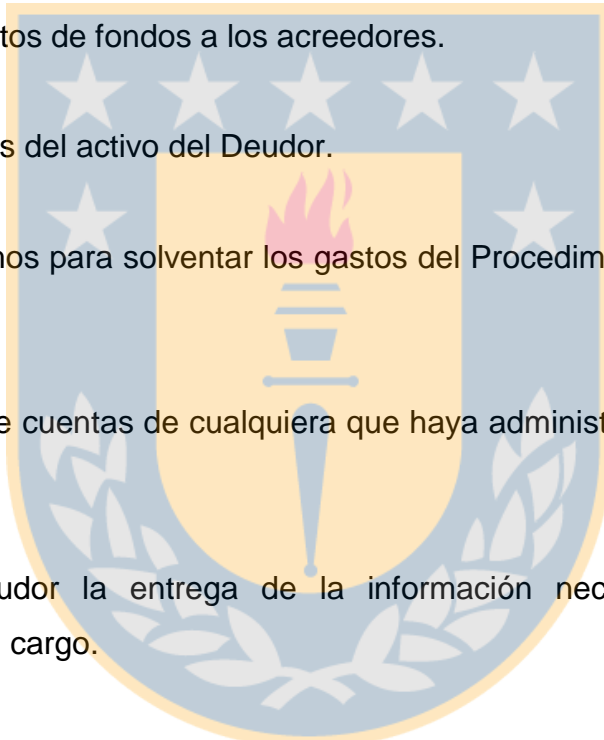 tos de fondos a los acreedores.
s del activo del Deudor.
nos para solventar los gastos del Procedim
e cuentas de cualquiera que haya administ
udor la entrega de la información nec
cargo.